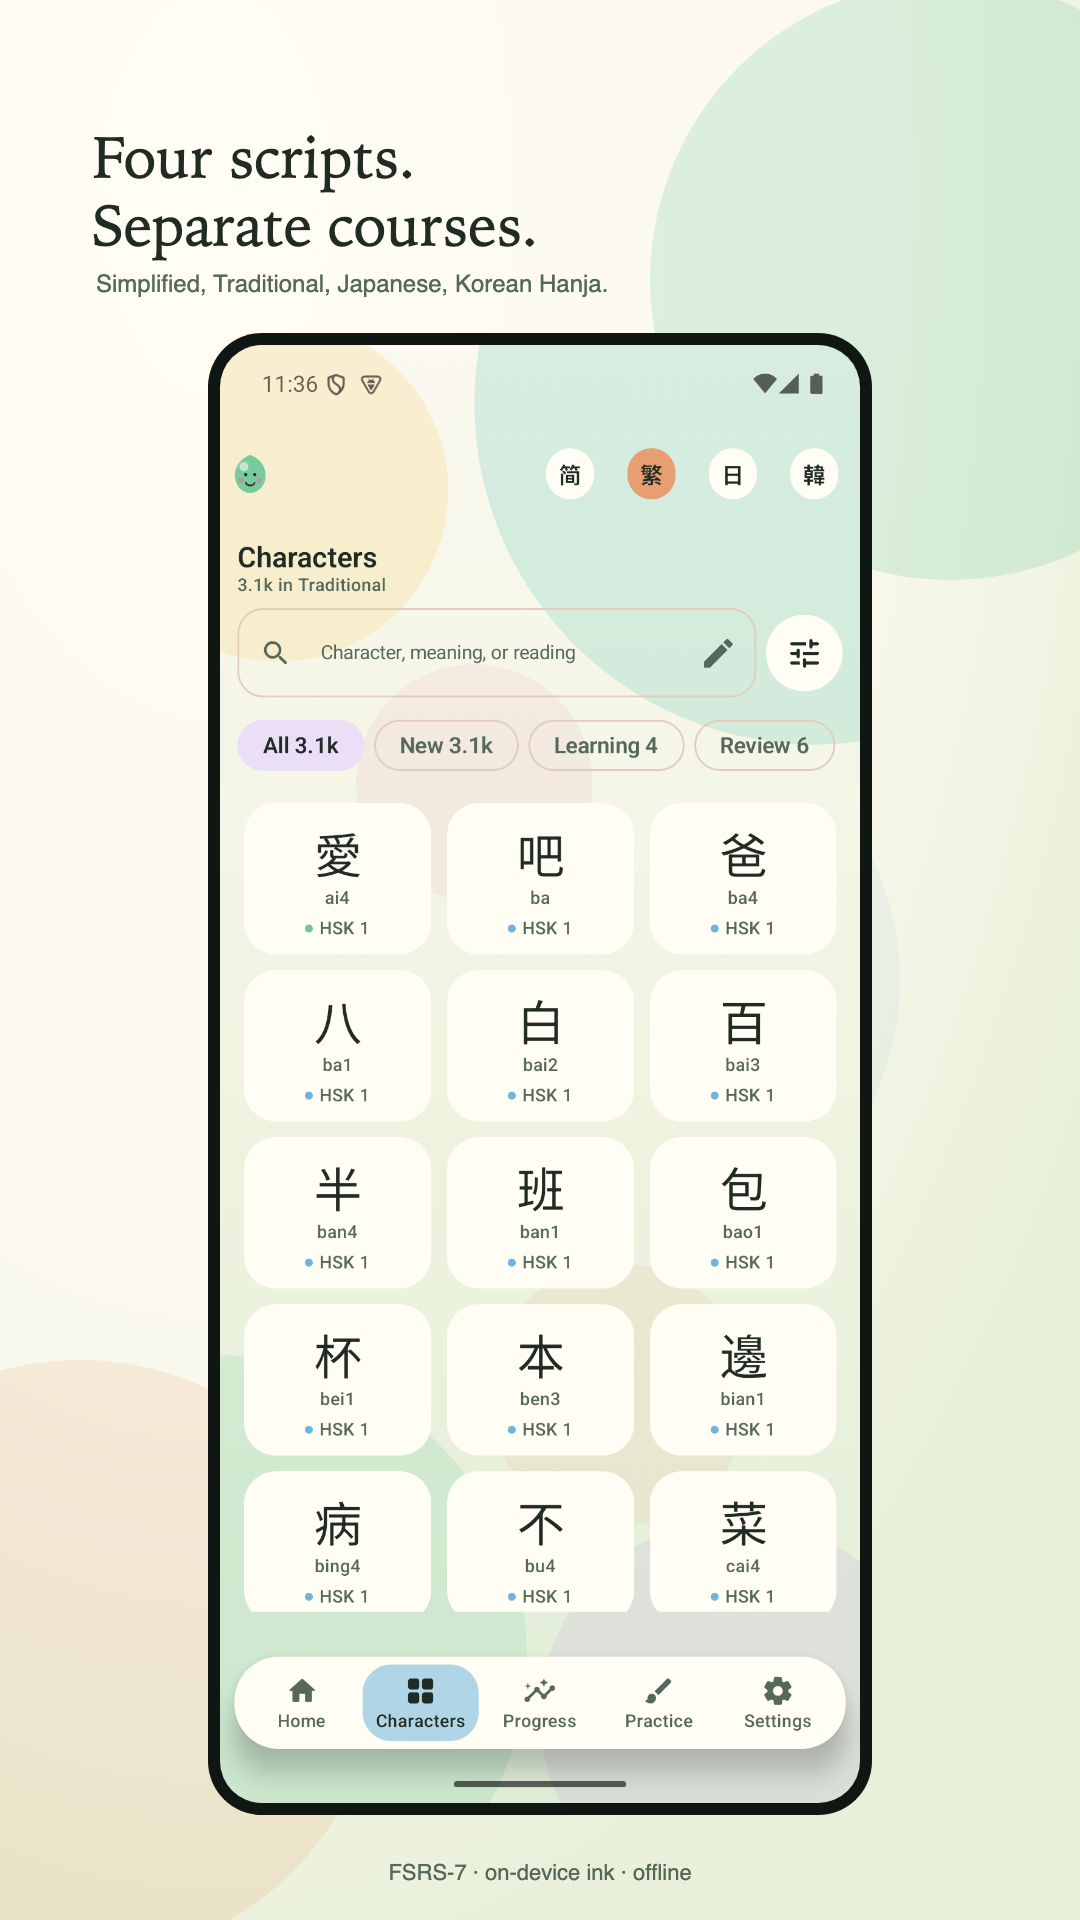 Four scripts.
Separate courses.
Simplified, Traditional, Japanese, Korean Hanja.
11:36
简 繁 日 韓
Characters
3.1k in Traditional
Character, meaning, or reading
All 3.1k New 3.1k Learning 4 Review 6
愛 吧 爸
ai4 ba ba4
HSK 1 HSK 1 HSK 1
八 白 百
ba1 bai2 bai3
HSK 1 HSK 1 HSK 1
半 班 包
ban4 ban1 bao1
HSK 1 HSK 1 HSK 1
杯 本 邊
bei1 ben3 bian1
HSK 1 HSK 1 HSK 1
病 不 菜
bing4 bu4 cai4
HSK 1 HSK 1 HSK 1
Home Characters Progress Practice Settings
FSRS-7 · on-device ink · offline